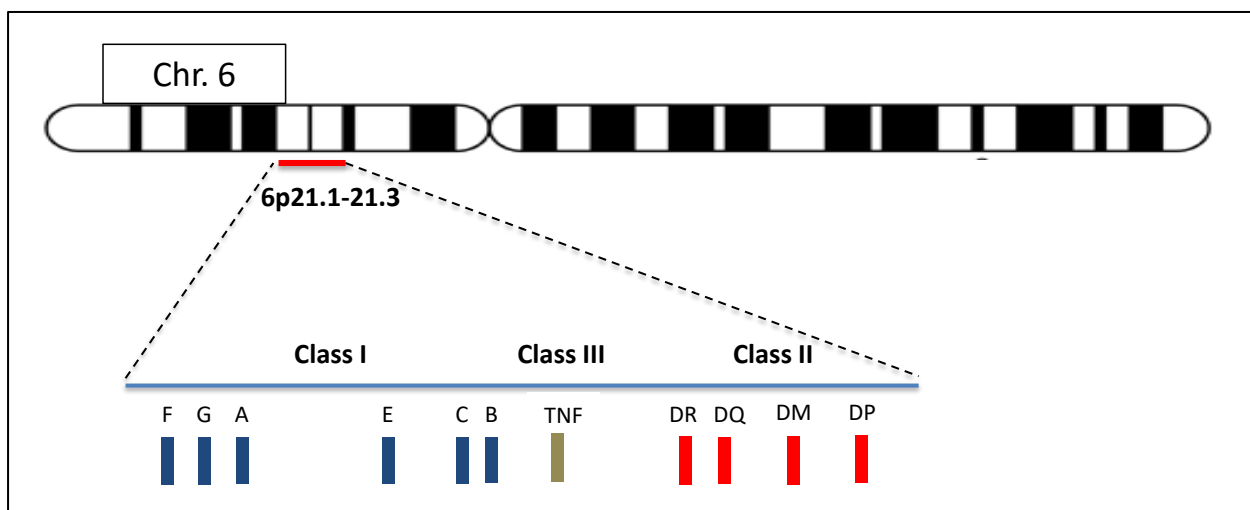 Chr. 6
6p21.1-21.3
Class I Class III Class II
F G A E C B TNF DR DQ DM DP